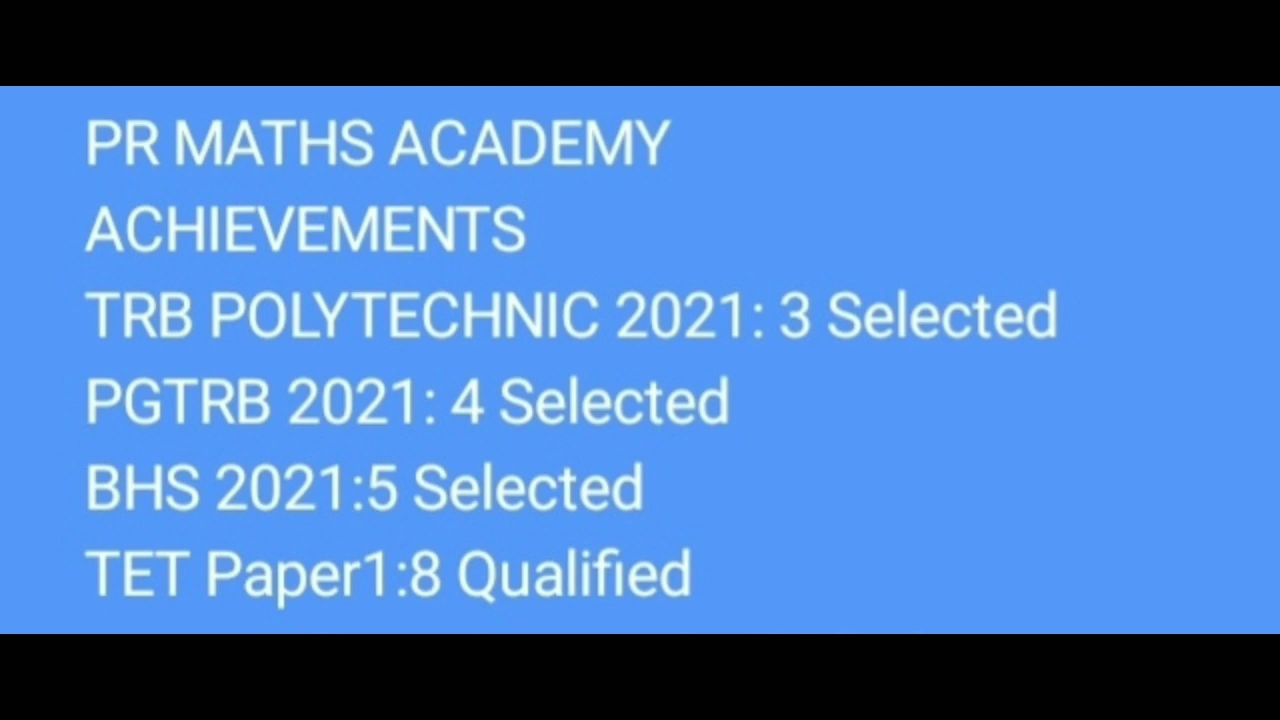 PR MATHS ACADEMY
ACHIEVEMENTS
TRB POLYTECHNIC 2021: 3 Selected
PGTRB 2021: 4 Selected
BHS 2021:5 Selected
TET Paper1:8 Qualified